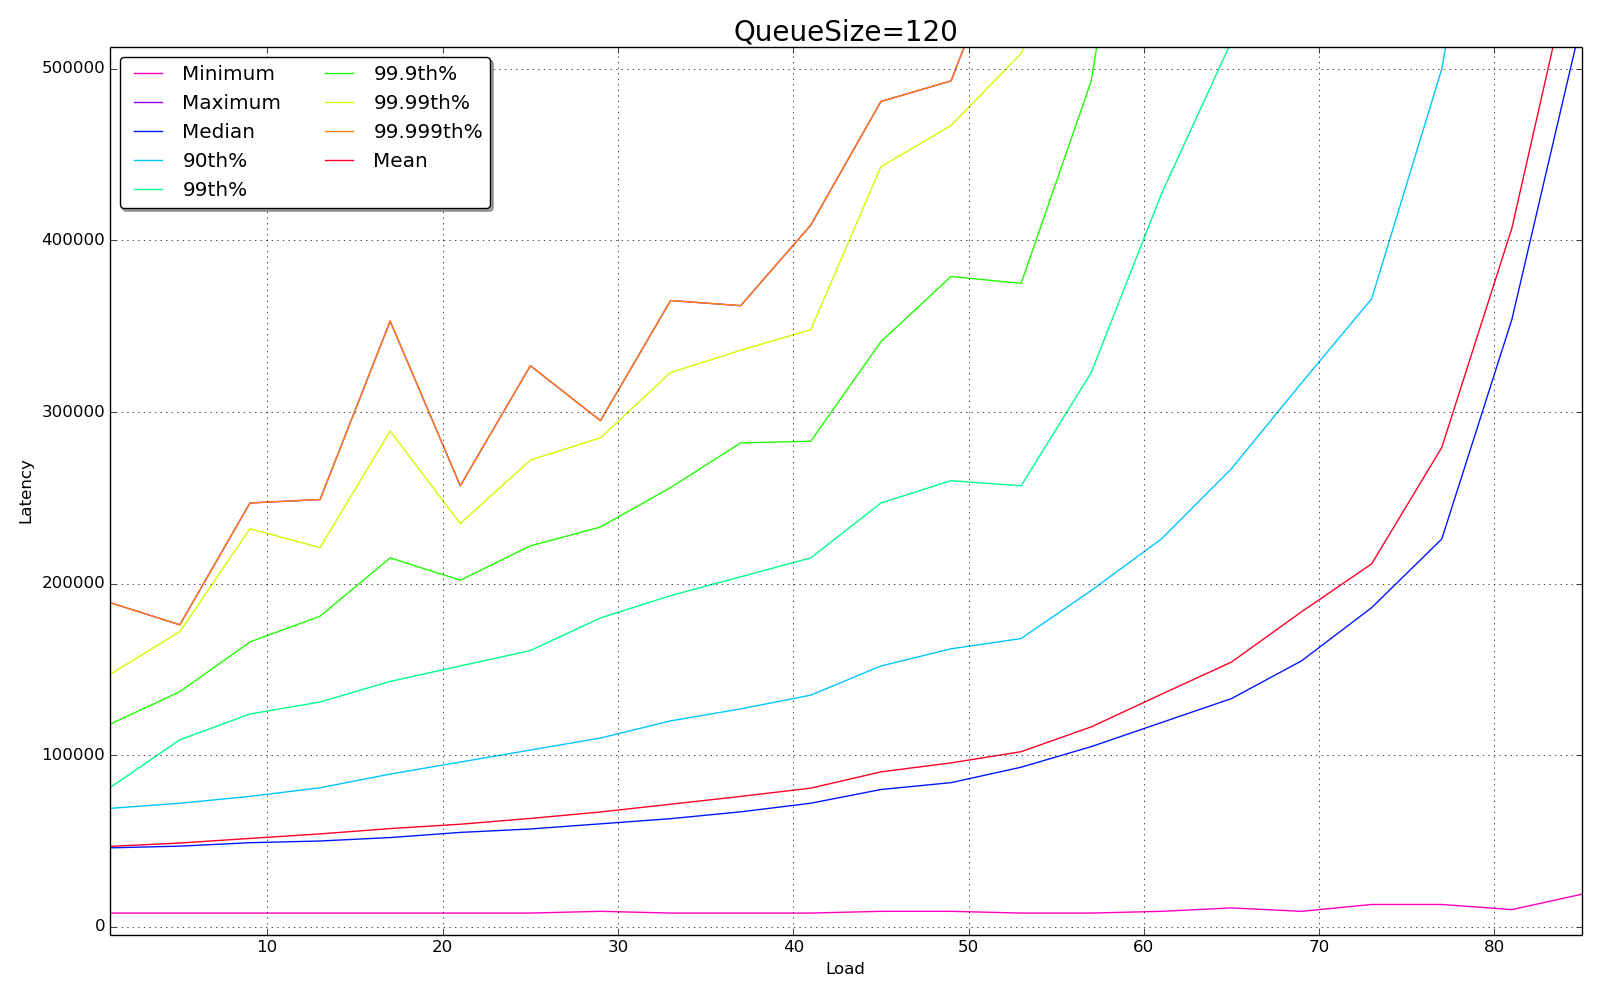 QueueSize=120
Minimum
Maximum
Median
90th%
99th%
99.9th%
99.99th%
99.999th%
Mean
500000
400000
300000
200000
100000
0
Latency
10 20 30 40 50 60 70 80
Load